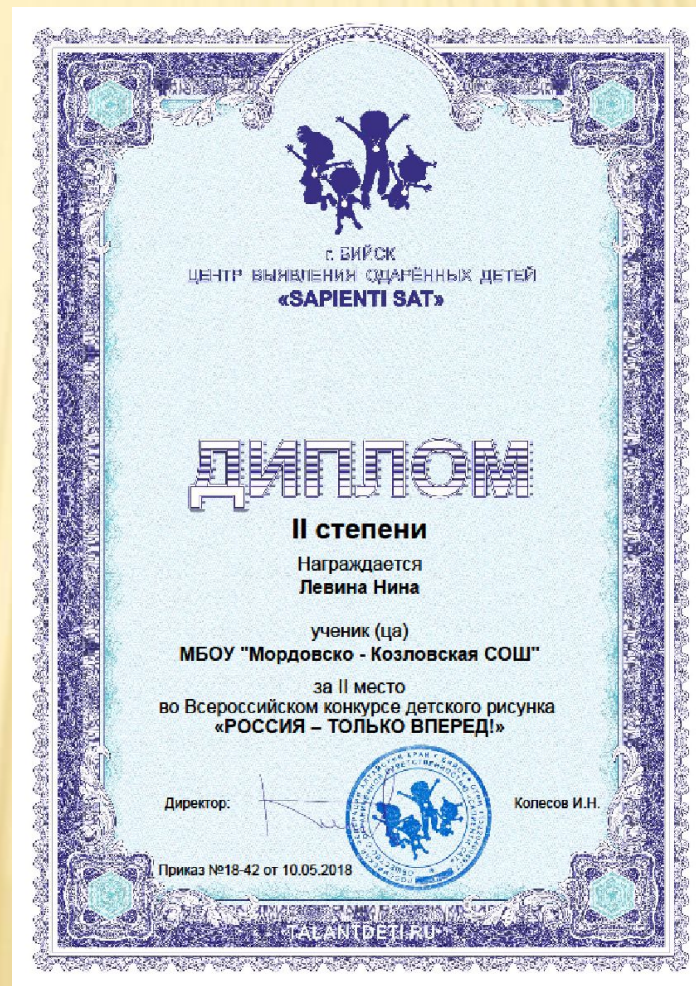 г. БИЙСК
ЦЕНТР ВЫЯВЛЕНИЯ ОДАРЁННЫХ ДЕТЕЙ
«SAPIENTI SAT»
ДИПЛОМ
II степени
Награждается
Левина Нина
ученик (ца)
МБОУ "Мордовско - Козловская СОШ"
за II место
во Всероссийском конкурсе детского рисунка
«РОССИЯ – ТОЛЬКО ВПЕРЕД!»
Директор:
Колесов И.Н.
Приказ №18-42 от 10.05.2018
TALANTDETI.RU